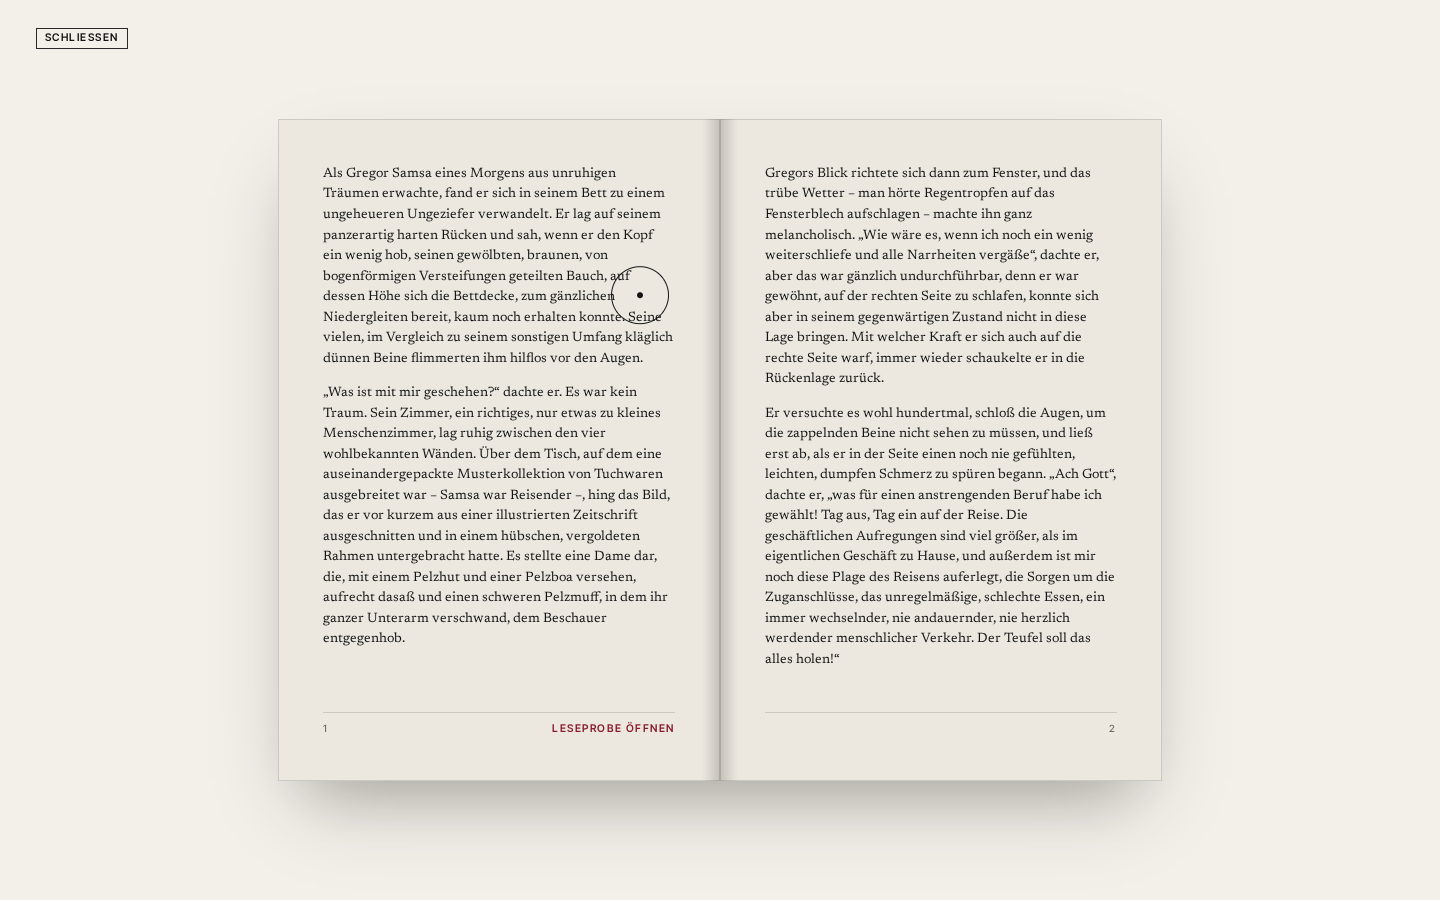 SCHLIESSEN
Als Gregor Samsa eines Morgens aus unruhigen
Träumen erwachte, fand er sich in seinem Bett zu einem
ungeheueren Ungeziefer verwandelt. Er lag auf seinem
panzerartig harten Rücken und sah, wenn er den Kopf
ein wenig hob, seinen gewölbten, braunen, von
bogenförmigen Versteifungen geteilten Bauch, auf
dessen Höhe sich die Bettdecke, zum gänzlichen
Niedergleiten bereit, kaum noch erhalten konnte. Seine
vielen, im Vergleich zu seinem sonstigen Umfang kläglich
dünnen Beine flimmerten ihm hilflos vor den Augen.
„Was ist mit mir geschehen?“ dachte er. Es war kein
Traum. Sein Zimmer, ein richtiges, nur etwas zu kleines
Menschenzimmer, lag ruhig zwischen den vier
wohlbekannten Wänden. Über dem Tisch, auf dem eine
auseinandergepackte Musterkollektion von Tuchwaren
ausgebreitet war – Samsa war Reisender –, hing das Bild,
das er vor kurzem aus einer illustrierten Zeitschrift
ausgeschnitten und in einem hübschen, vergoldeten
Rahmen untergebracht hatte. Es stellte eine Dame dar,
die, mit einem Pelzhut und einer Pelzboa versehen,
aufrecht dasaß und einen schweren Pelzmuff, in dem ihr
ganzer Unterarm verschwand, dem Beschauer
entgegenhob.
1
LESEPROBE ÖFFNEN
Gregors Blick richtete sich dann zum Fenster, und das
trübe Wetter – man hörte Regentropfen auf das
Fensterblech aufschlagen – machte ihn ganz
melancholisch. „Wie wäre es, wenn ich noch ein wenig
weiterschliefe und alle Narrheiten vergäße“, dachte er,
aber das war gänzlich undurchführbar, denn er war
gewöhnt, auf der rechten Seite zu schlafen, konnte sich
aber in seinem gegenwärtigen Zustand nicht in diese
Lage bringen. Mit welcher Kraft er sich auch auf die
rechte Seite warf, immer wieder schaukelte er in die
Rückenlage zurück.
Er versuchte es wohl hundertmal, schloß die Augen, um
die zappelnden Beine nicht sehen zu müssen, und ließ
erst ab, als er in der Seite einen noch nie gefühlten,
leichten, dumpfen Schmerz zu spüren begann. „Ach Gott“,
dachte er, „was für einen anstrengenden Beruf habe ich
gewählt! Tag aus, Tag ein auf der Reise. Die
geschäftlichen Aufregungen sind viel größer, als im
eigentlichen Geschäft zu Hause, und außerdem ist mir
noch diese Plage des Reisens auferlegt, die Sorgen um die
Zuganschlüsse, das unregelmäßige, schlechte Essen, ein
immer wechselnder, nie andauernder, nie herzlich
werdender menschlicher Verkehr. Der Teufel soll das
alles holen!“
2